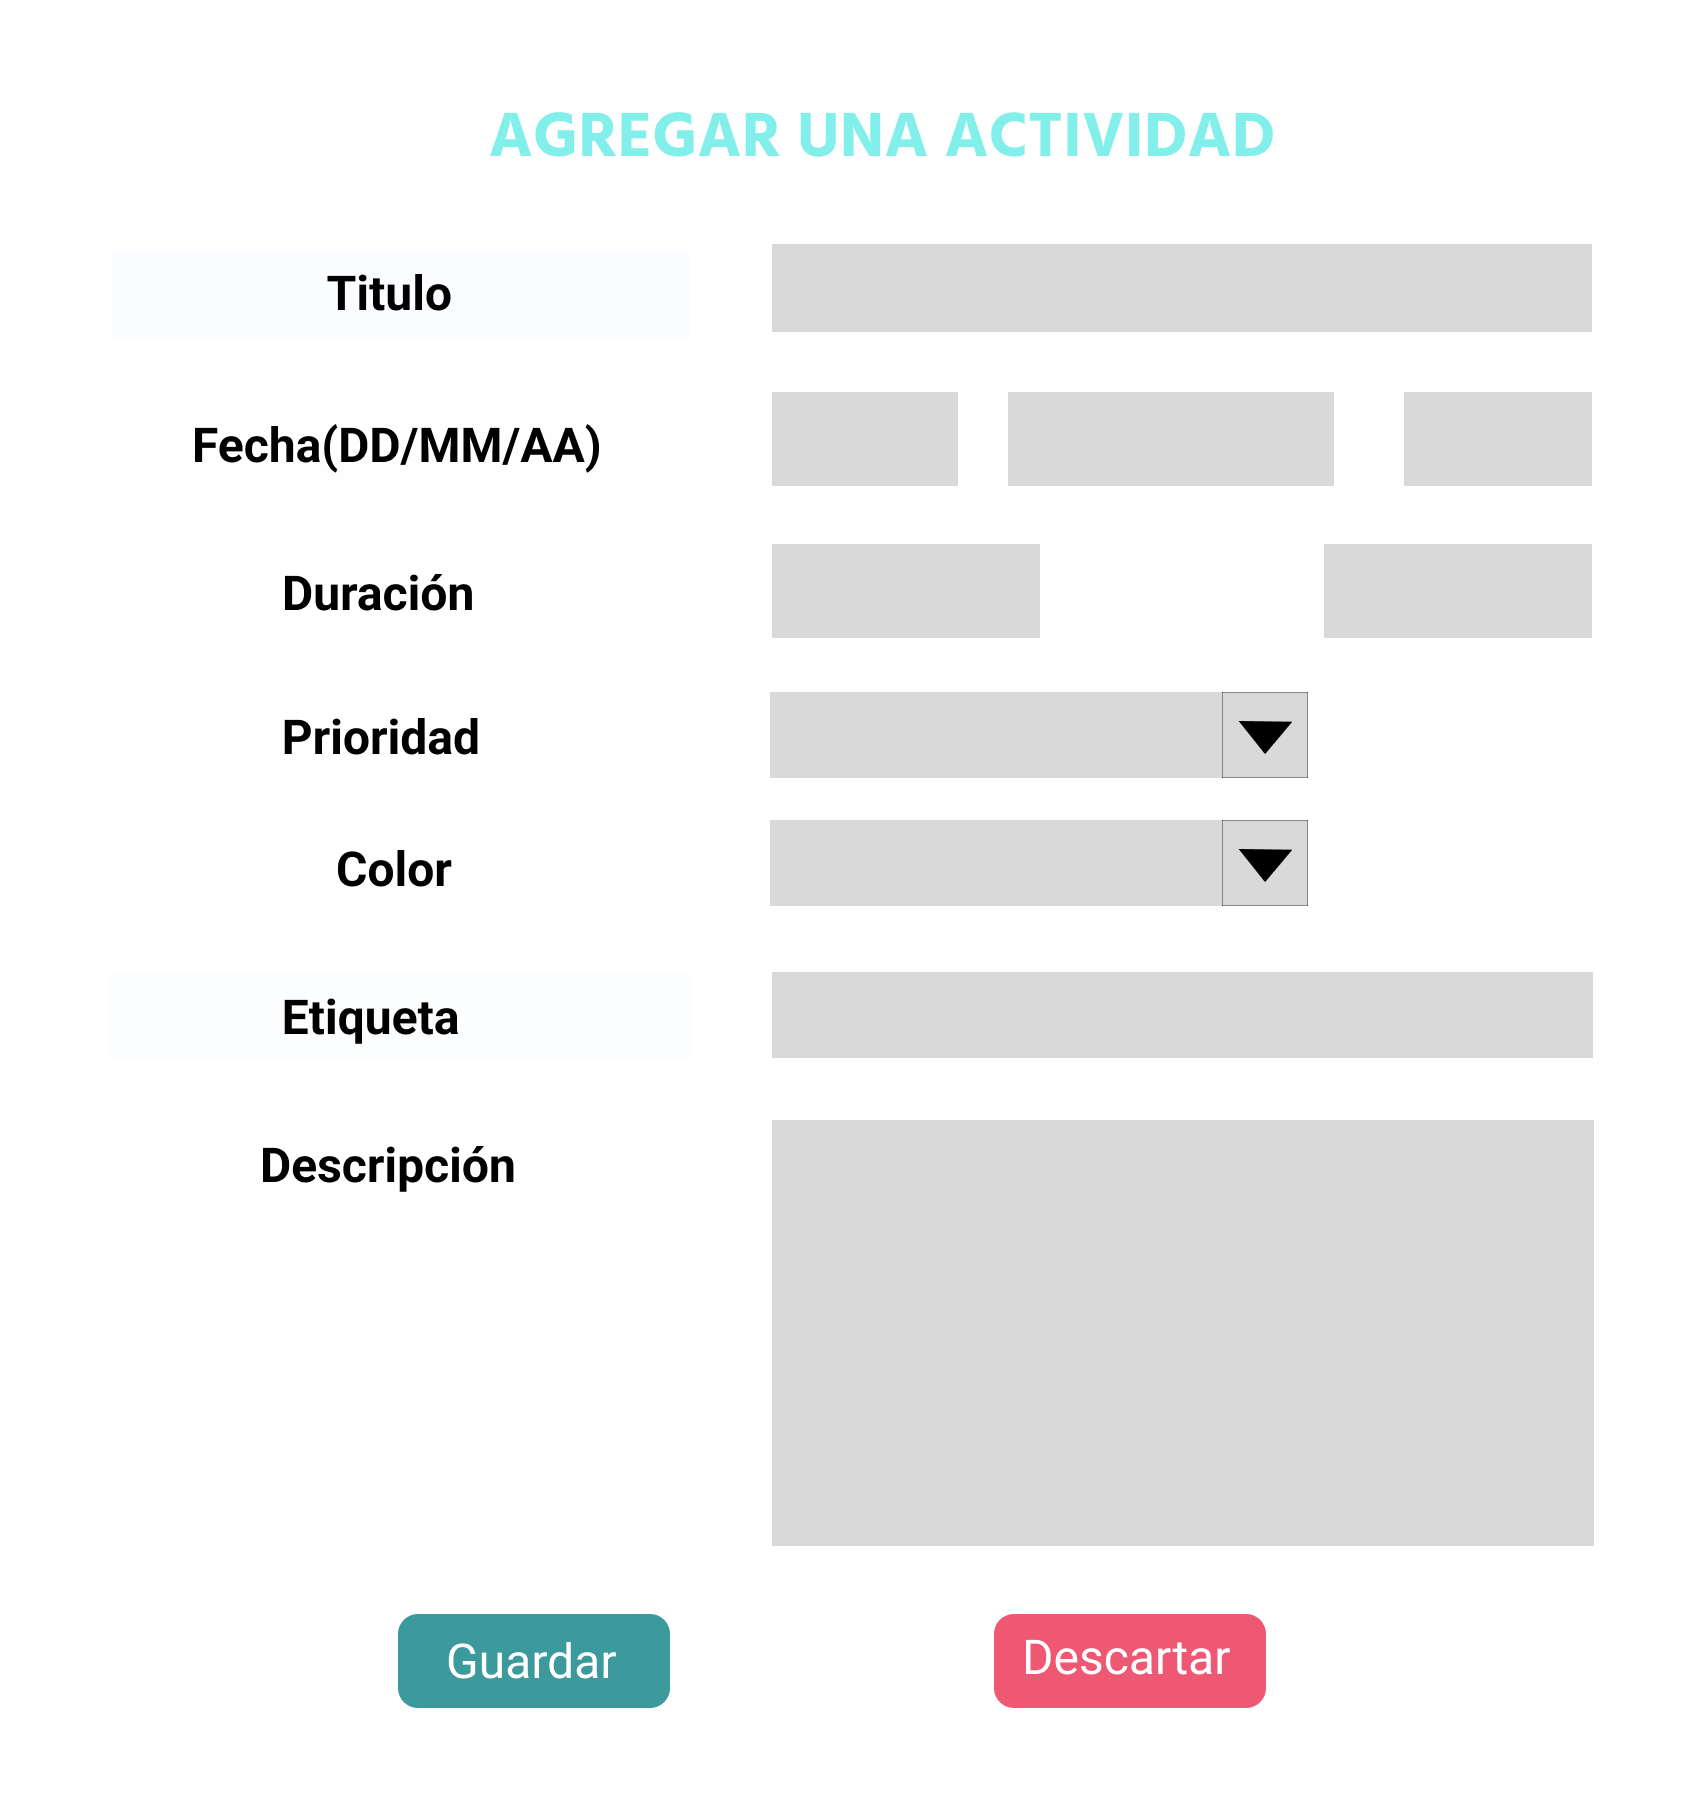 AGREGAR UNA ACTIVIDAD
Titulo
Fecha(DD/MM/AA)
Duración
Prioridad
Color
Etiqueta
Descripción
Guardar
Descartar